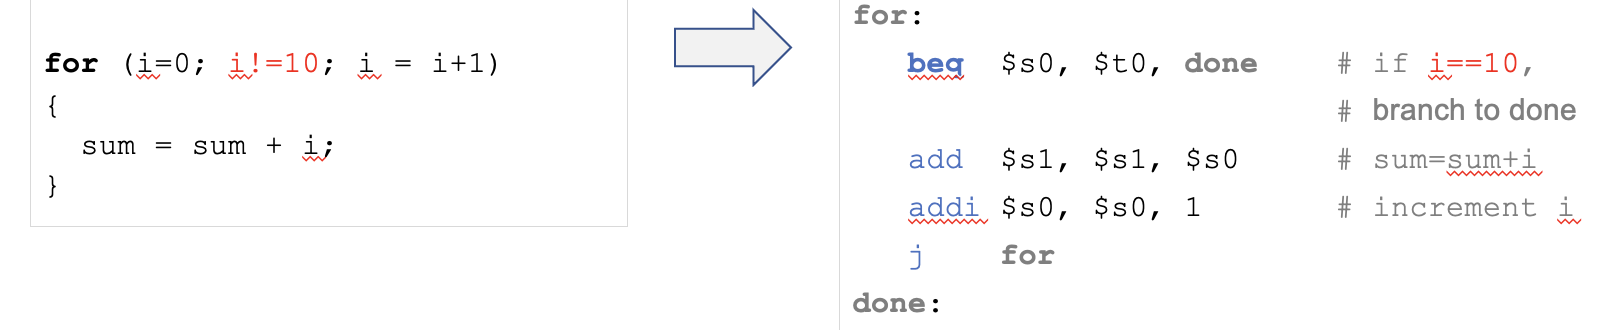 for (i=0; i!=10; i = i+1)
{
  sum = sum + i;
}
for:
beq $s0, $t0, done # if i==10,
# branch to done
add $s1, $s1, $s0 # sum=sum+i
addi $s0, $s0, 1 # increment i
j for
done: